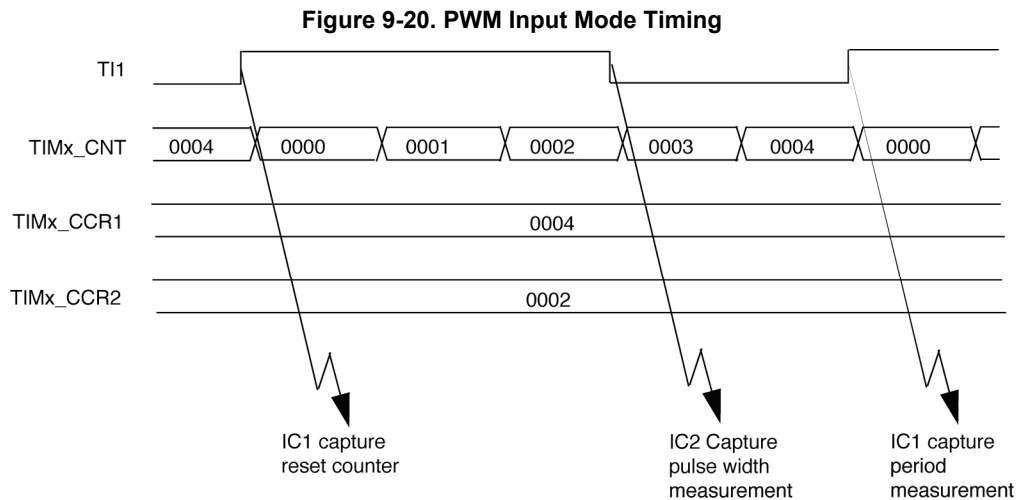 Figure 9-20. PWM Input Mode Timing
TI1
TIMx_CNT 0004 0000 0001 0002 0003 0004 0000
TIMx_CCR1 0004
TIMx_CCR2 0002
IC1 capture
reset counter
IC2 Capture
pulse width
measurement
IC1 capture
period
measurement